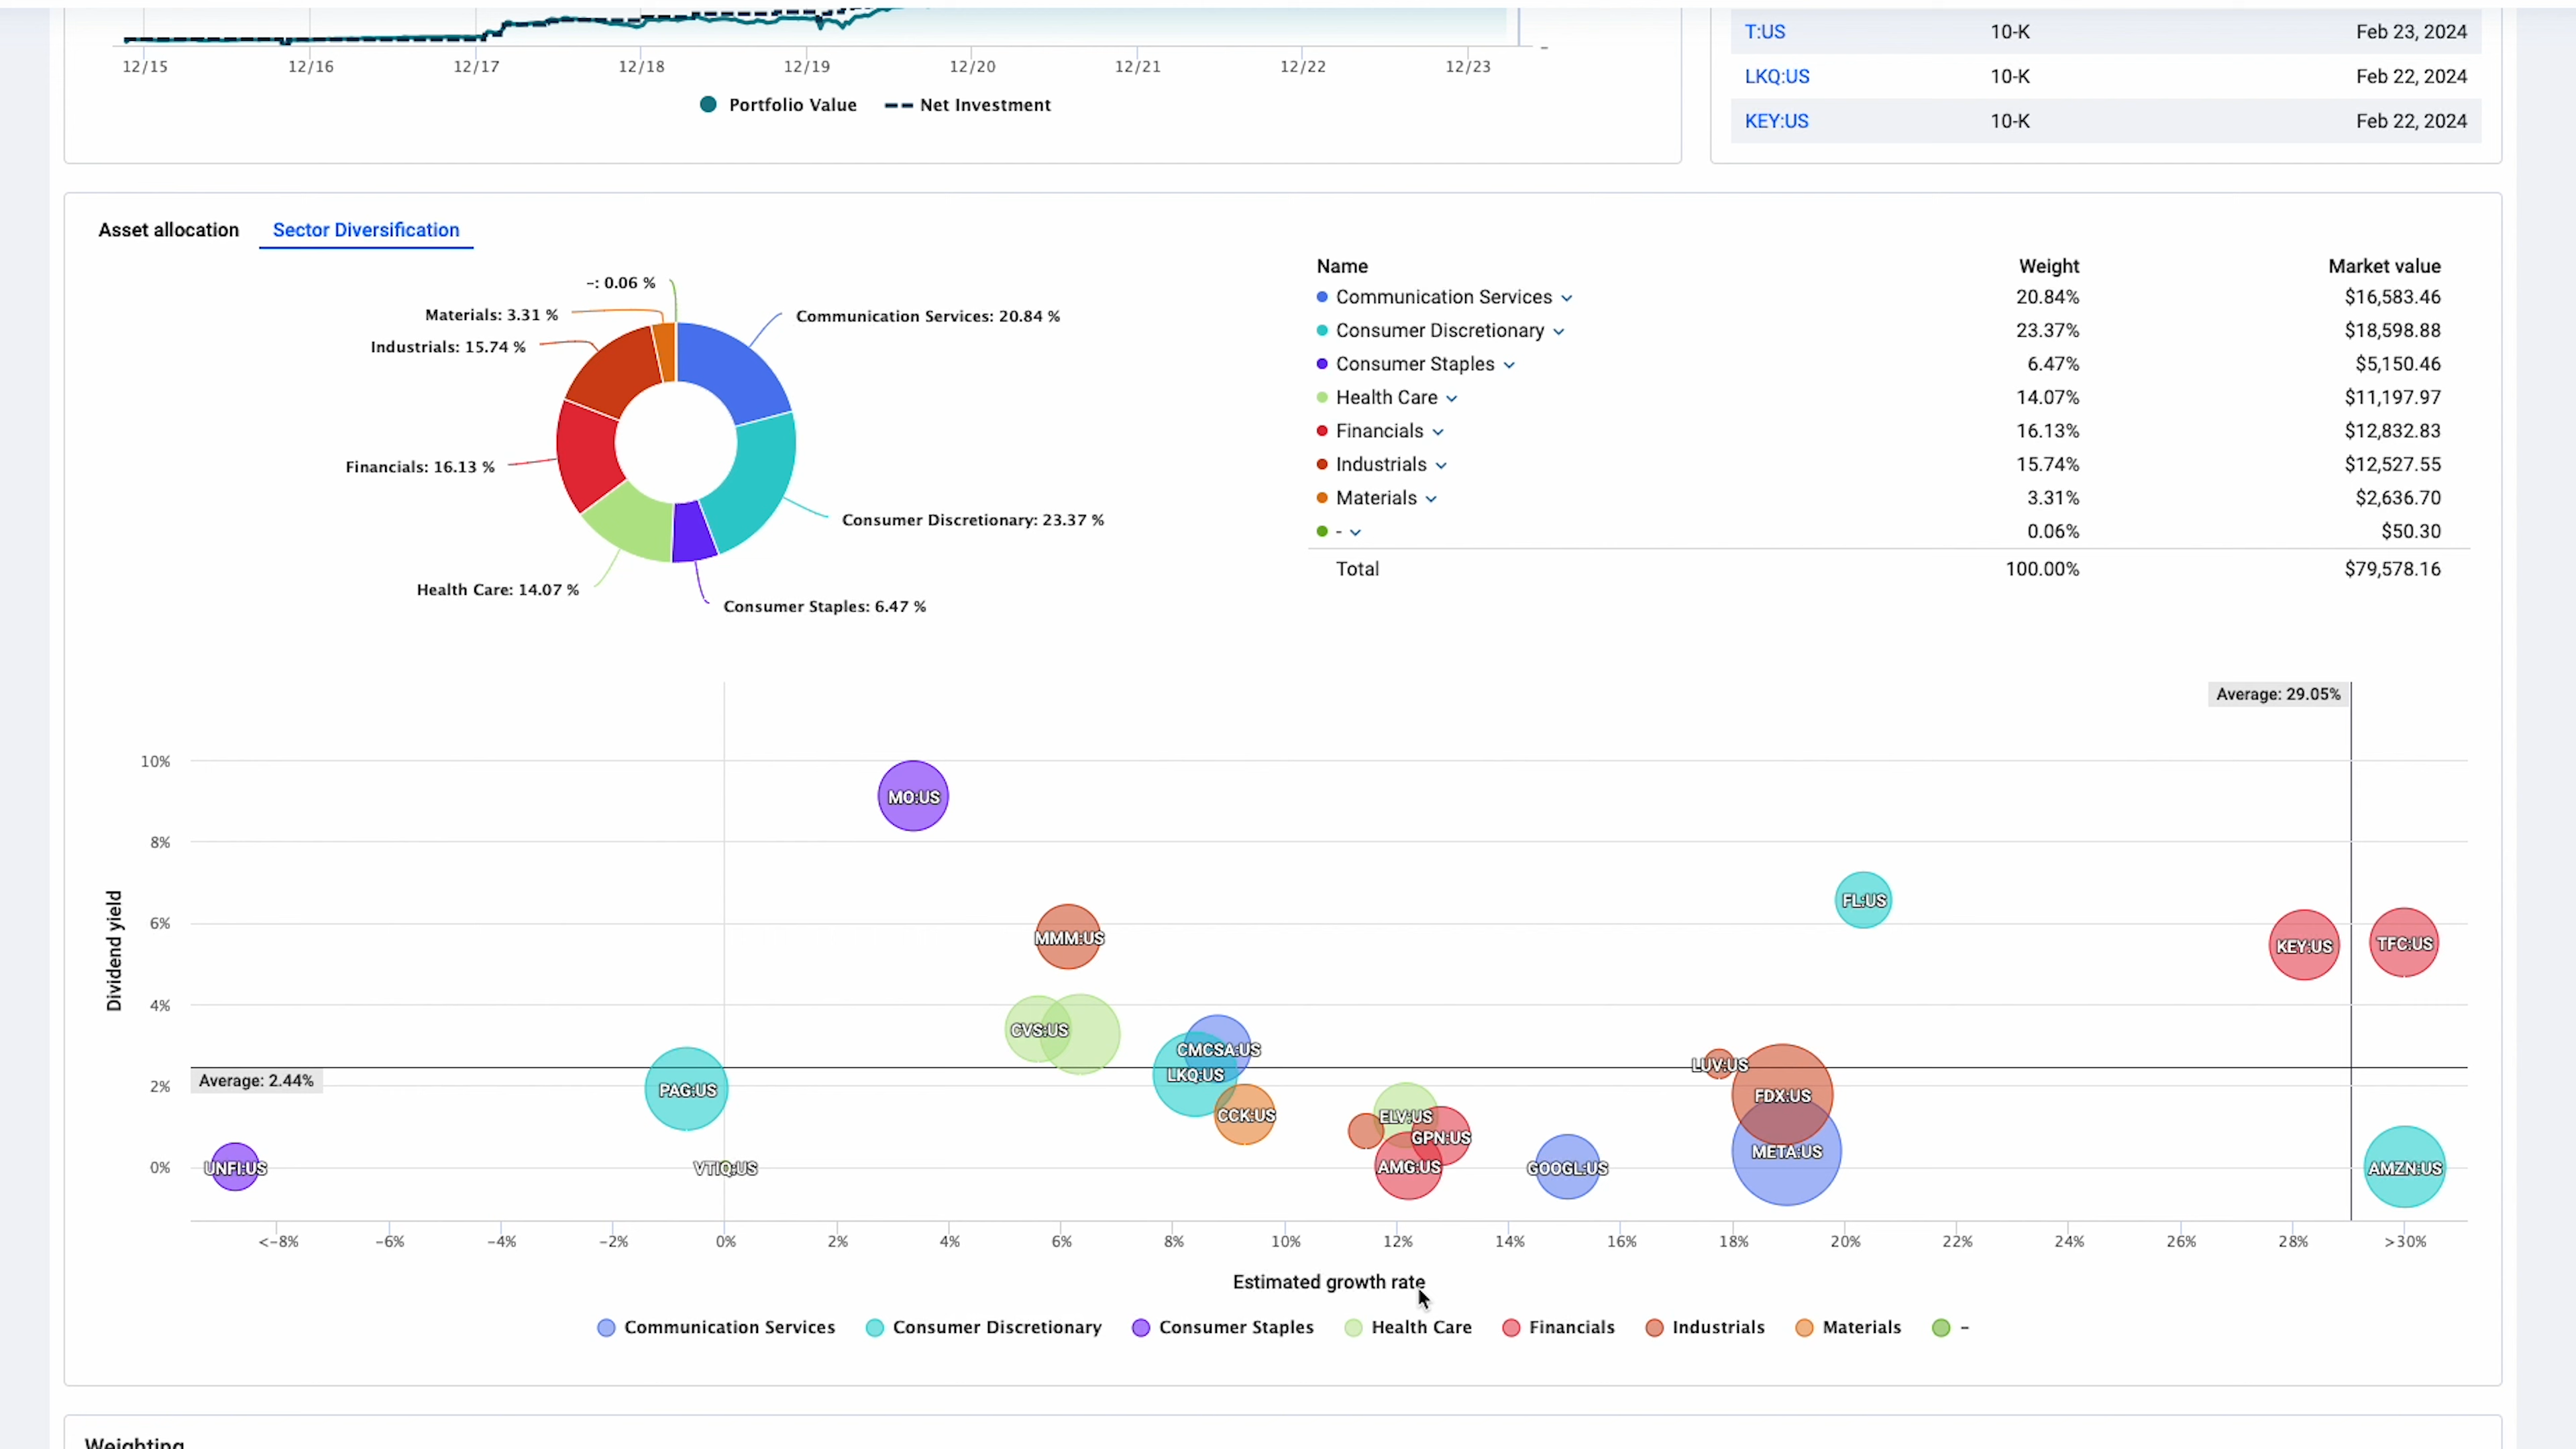 12/15 12/16 12/17 12/18 12/19 12/20 12/21 12/22 12/23
–
Portfolio Value Net Investment
T:US 10-K Feb 23, 2024
LKQ:US 10-K Feb 22, 2024
KEY:US 10-K Feb 22, 2024
Asset allocation Sector Diversification
–: 0.06 %
Materials: 3.31 %
Industrials: 15.74 %
Communication Services: 20.84 %
Financials: 16.13 %
Consumer Discretionary: 23.37 %
Health Care: 14.07 %
Consumer Staples: 6.47 %
Name Weight Market value
Communication Services 20.84% $16,583.46
Consumer Discretionary 23.37% $18,598.88
Consumer Staples 6.47% $5,150.46
Health Care 14.07% $11,197.97
Financials 16.13% $12,832.83
Industrials 15.74% $12,527.55
Materials 3.31% $2,636.70
- 0.06% $50.30
Total 100.00% $79,578.16
Average: 29.05%
10%
MO:US
8%
FL:US
6%
MMM:US
KEY:US TFC:US
Dividend yield
4%
CVS:US
CMCSA:US
LKQ:US
LUV:US
Average: 2.44%
2%
PAG:US
FDX:US
CCK:US
ELV:US
GPN:US
META:US
0%
UNFI:US VTIQ:US AMG:US GOOGL:US AMZN:US
<-8% -6% -4% -2% 0% 2% 4% 6% 8% 10% 12% 14% 16% 18% 20% 22% 24% 26% 28% >30%
Estimated growth rate
Communication Services Consumer Discretionary Consumer Staples Health Care Financials Industrials Materials –
Weighting